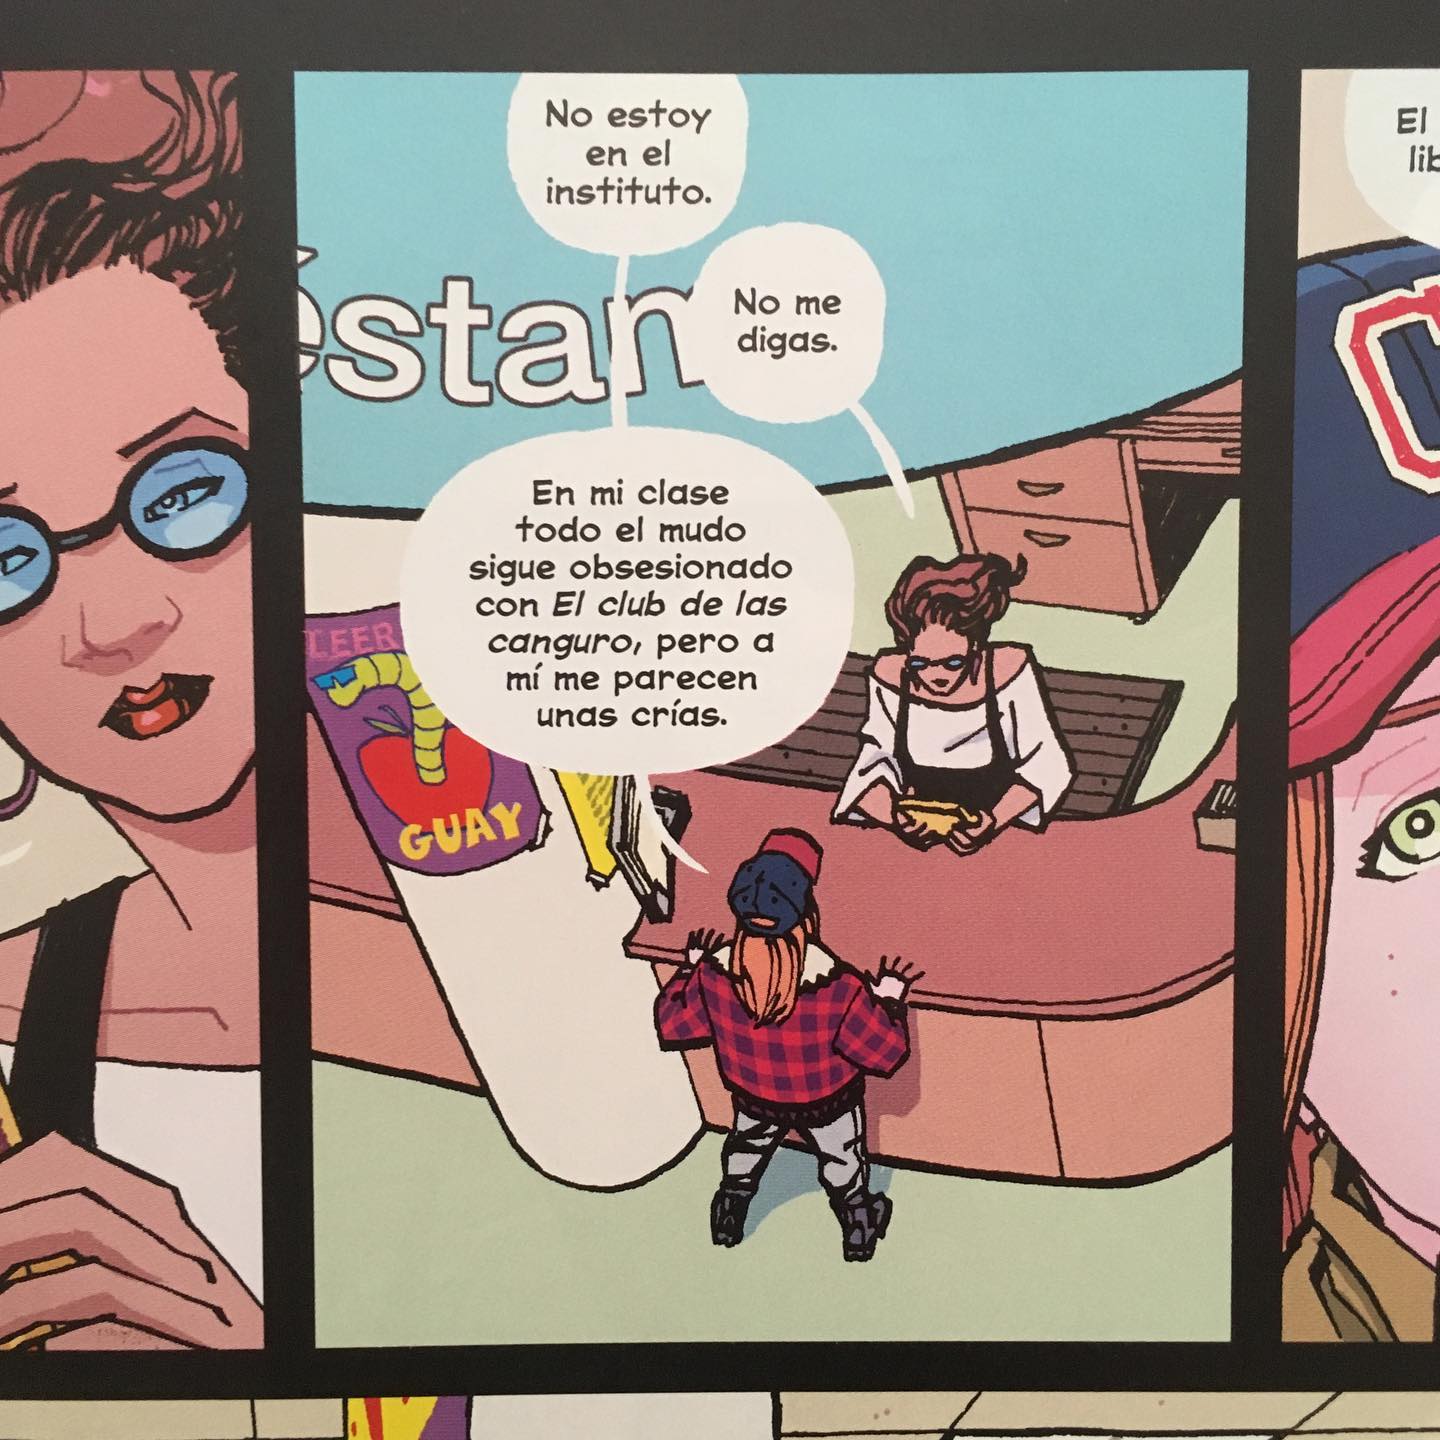 No estoy
en el
instituto.
No me
digas.
éstam
En mi clase
todo el mudo
sigue obsesionado
con El club de las
canguro, pero a
mí me parecen
unas crías.
LEER
GUAY
El
lib
C